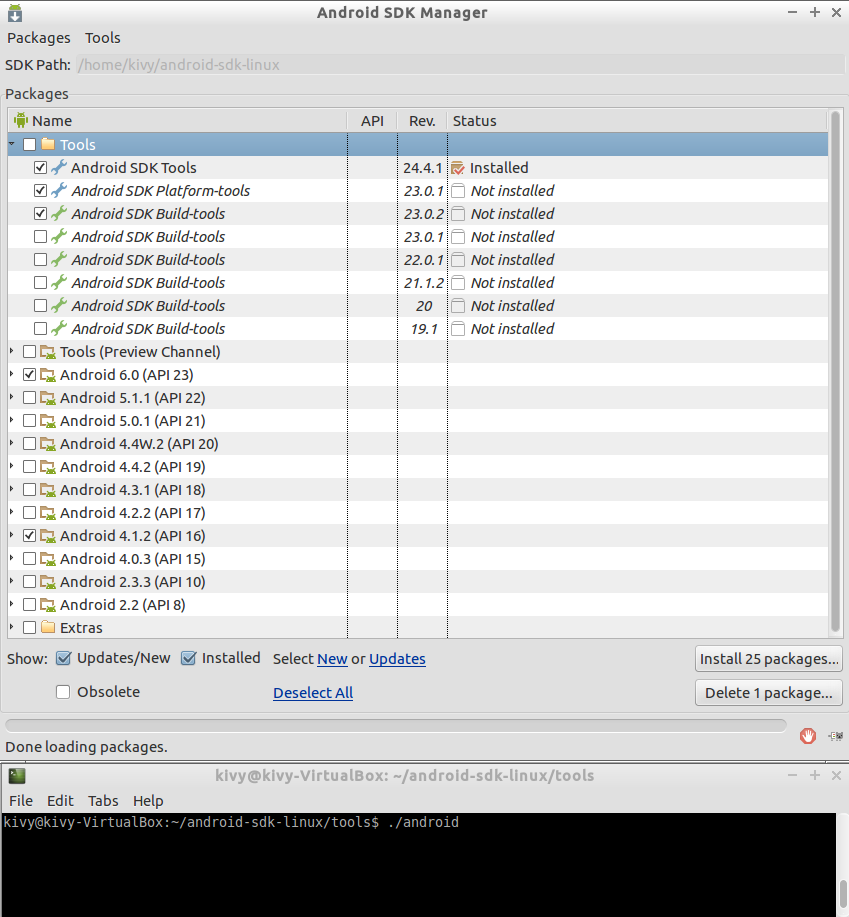 Android SDK Manager
Packages Tools
SDK Path: /home/kivy/android-sdk-linux
Packages
Name API Rev. Status
Tools
Android SDK Tools 24.4.1 Installed
Android SDK Platform-tools 23.0.1 Not installed
Android SDK Build-tools 23.0.2 Not installed
Android SDK Build-tools 23.0.1 Not installed
Android SDK Build-tools 22.0.1 Not installed
Android SDK Build-tools 21.1.2 Not installed
Android SDK Build-tools 20 Not installed
Android SDK Build-tools 19.1 Not installed
Tools (Preview Channel)
Android 6.0 (API 23)
Android 5.1.1 (API 22)
Android 5.0.1 (API 21)
Android 4.4W.2 (API 20)
Android 4.4.2 (API 19)
Android 4.3.1 (API 18)
Android 4.2.2 (API 17)
Android 4.1.2 (API 16)
Android 4.0.3 (API 15)
Android 2.3.3 (API 10)
Android 2.2 (API 8)
Extras
Show: Updates/New Installed Select New or Updates Install 25 packages...
Obsolete Deselect All Delete 1 package...
Done loading packages.
kivy@kivy-VirtualBox: ~/android-sdk-linux/tools
File Edit Tabs Help
kivy@kivy-VirtualBox:~/android-sdk-linux/tools$ ./android